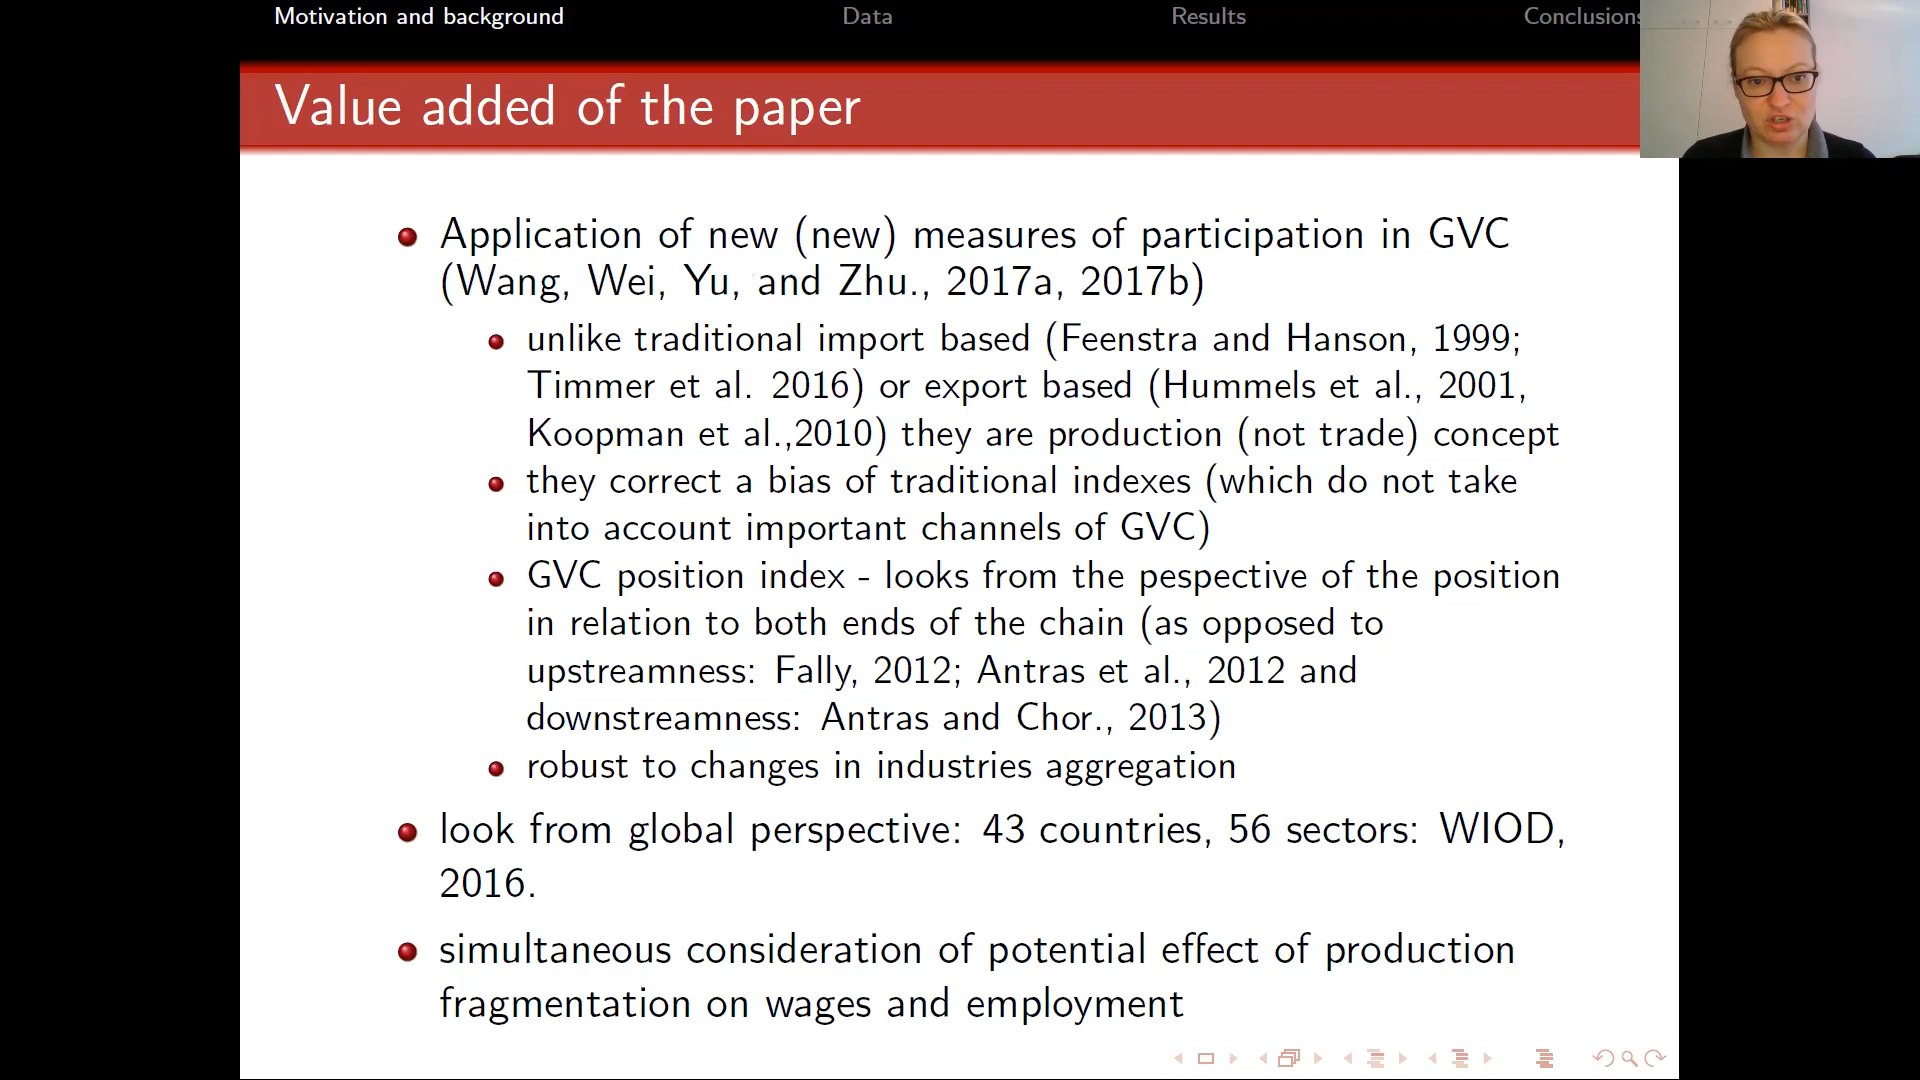 Motivation and background Data Results Conclusions
Value added of the paper
Application of new (new) measures of participation in GVC
(Wang, Wei, Yu, and Zhu., 2017a, 2017b)
unlike traditional import based (Feenstra and Hanson, 1999;
Timmer et al. 2016) or export based (Hummels et al., 2001,
Koopman et al.,2010) they are production (not trade) concept
they correct a bias of traditional indexes (which do not take
into account important channels of GVC)
GVC position index - looks from the pespective of the position
in relation to both ends of the chain (as opposed to
upstreamness: Fally, 2012; Antras et al., 2012 and
downstreamness: Antras and Chor., 2013)
robust to changes in industries aggregation
look from global perspective: 43 countries, 56 sectors: WIOD,
2016.
simultaneous consideration of potential effect of production
fragmentation on wages and employment